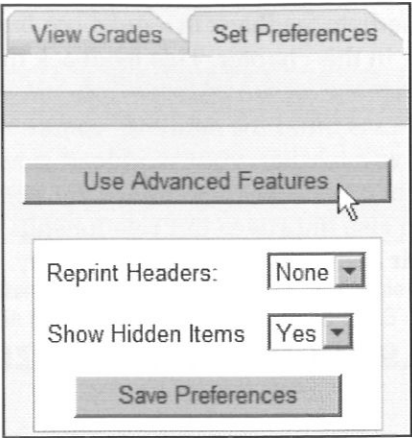 View Grades Set Preferences
Use Advanced Features
Reprint Headers: None
Show Hidden Items Yes
Save Preferences